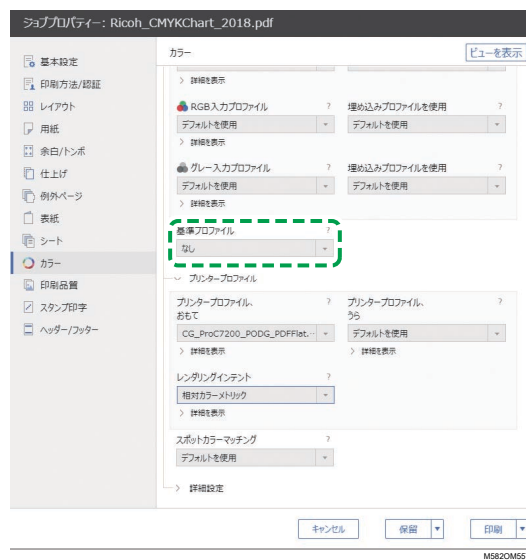 ジョブプロパティー: Ricoh_CMYKChart_2018.pdf
基本設定
印刷方法/認証
レイアウト
用紙
余白/トンボ
仕上げ
例外ページ
表紙
シート
カラー
印刷品質
スタンプ印字
ヘッダー/フッター
カラー
ビューを表示
> 詳細を表示
RGB入力プロファイル ? 埋め込みプロファイルを使用 ?
デフォルトを使用 デフォルトを使用
> 詳細を表示
グレー入力プロファイル ? 埋め込みプロファイルを使用 ?
デフォルトを使用 デフォルトを使用
> 詳細を表示
基準プロファイル ?
なし
プリンタープロファイル
プリンタープロファイル、 ? プリンタープロファイル、 ?
おもて うら
CG_ProC7200_PODG_PDFFlat.·· デフォルトを使用
> 詳細を表示 > 詳細を表示
レンダリングインテント ?
相対カラーメトリック
> 詳細を表示
スポットカラーマッチング ?
デフォルトを使用
> 詳細設定
キャンセル 保留 印刷
M582OM55